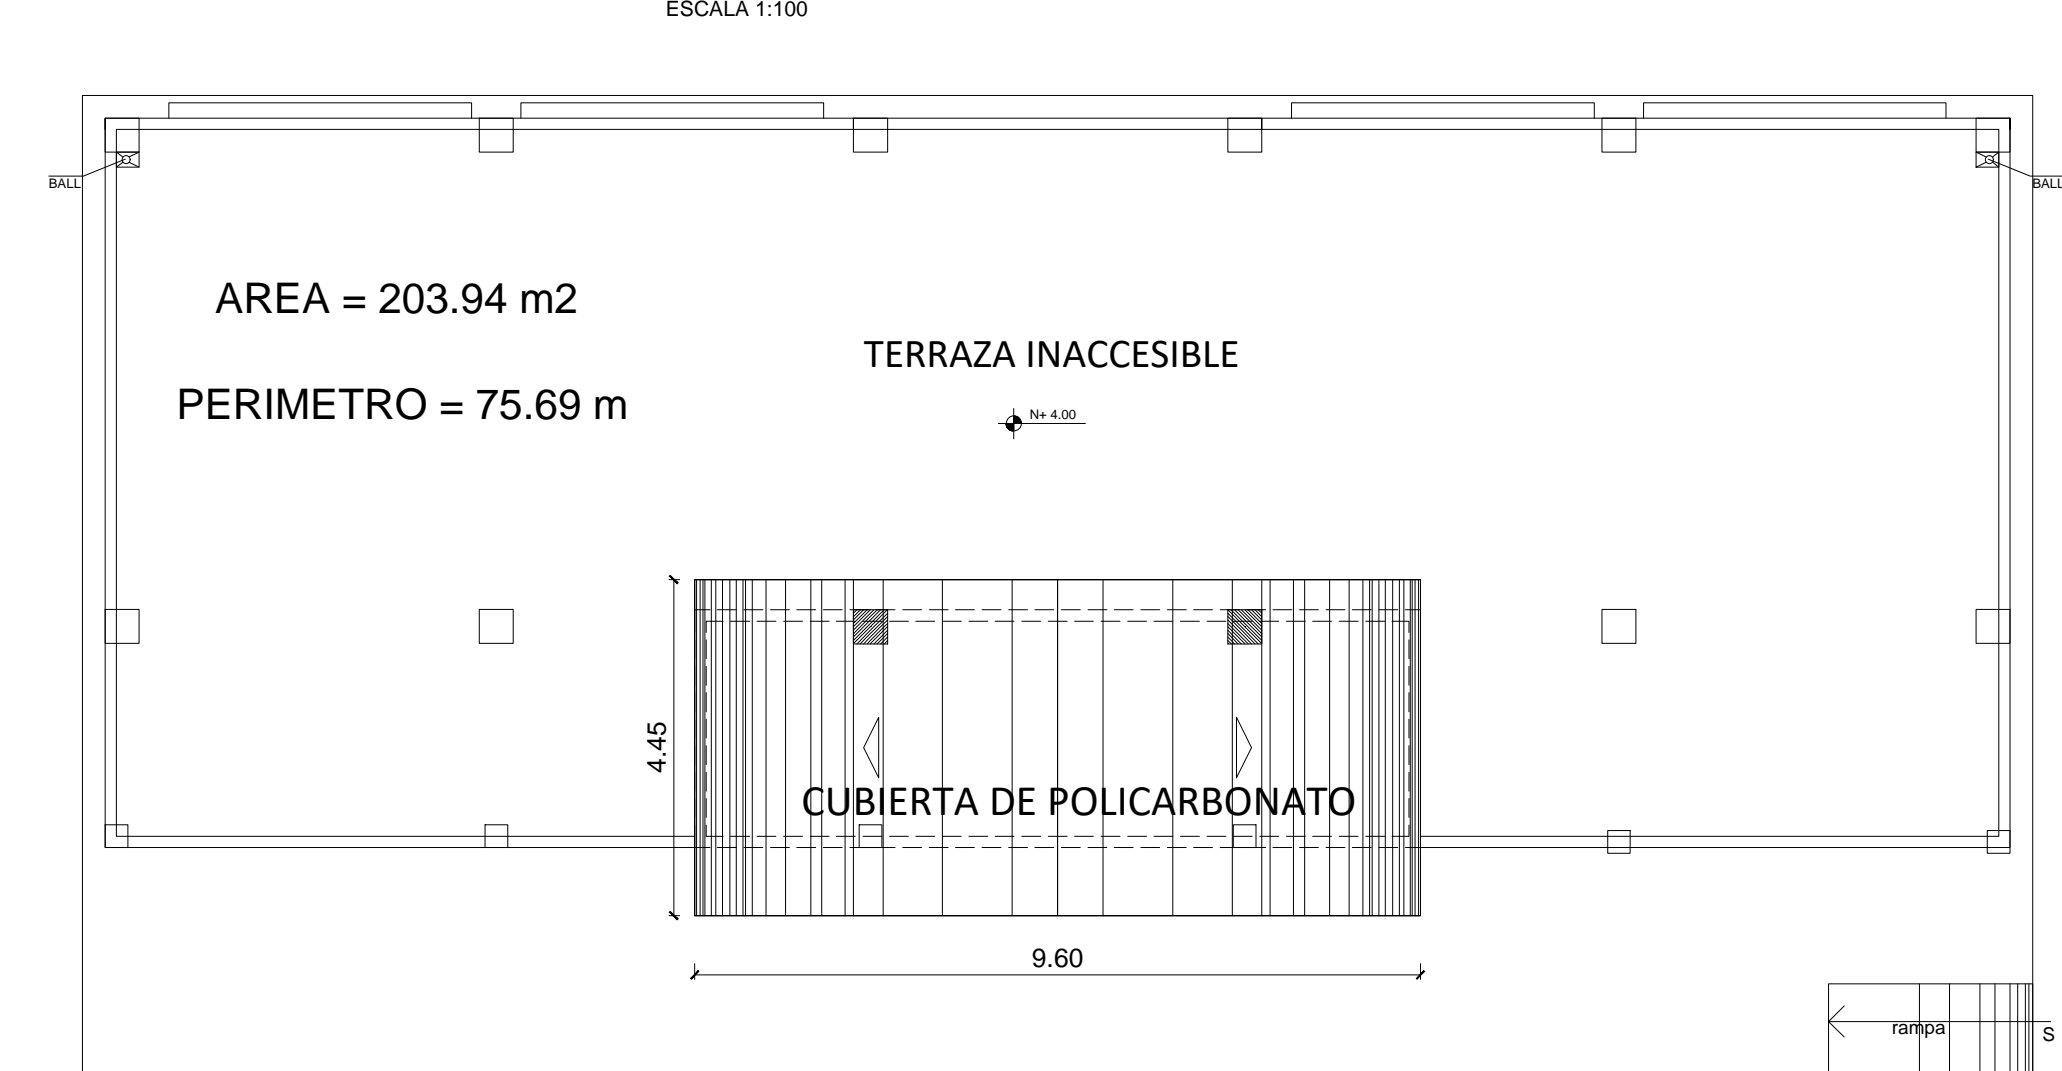 ESCALA 1:100
BALL
BALL
AREA = 203.94 m2
TERRAZA INACCESIBLE
PERIMETRO = 75.69 m
N+ 4.00
4.45
CUBIERTA DE POLICARBONATO
9.60
rampa
S